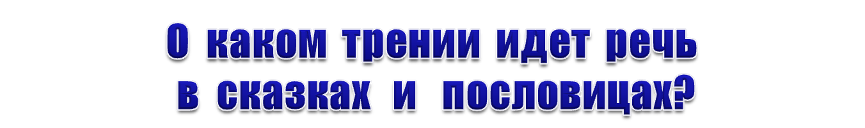 О каком трении идет речь
в сказках и пословицах?